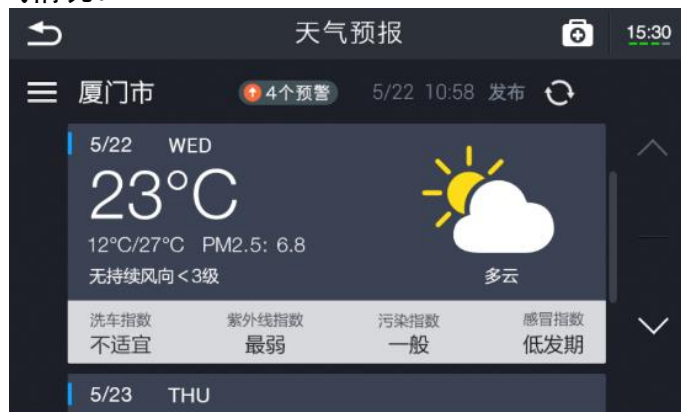 天气预报
15:30
厦门市 4个预警 5/22 10:58 发布
5/22 WED
23°C
12°C/27°C PM2.5: 6.8
无持续风向<3级
多云
洗车指数 紫外线指数 污染指数 感冒指数
不适宜 最弱 一般 低发期
5/23 THU